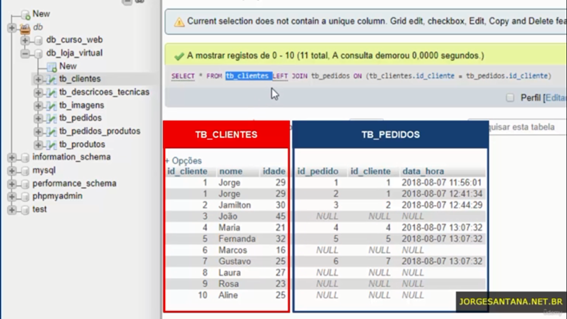 New
db
db_curso_web
db_loja_virtual
New
tb_clientes
tb_descricoes_tecnicas
tb_imagens
tb_pedidos
tb_pedidos_produtos
tb_produtos
information_schema
mysql
performance_schema
phpmyadmin
test
Current selection does not contain a unique column. Grid edit, checkbox, Edit, Copy and Delete fea
A mostrar registos de 0 - 10 (11 total, A consulta demorou 0,0000 segundos.)
SELECT * FROM tb_clientes LEFT JOIN tb_pedidos ON (tb_clientes.id_cliente = tb_pedidos.id_cliente)
Perfil [Editar
quisar esta tabela
TB_CLIENTES TB_PEDIDOS
+ Opções
id_cliente nome idade id_pedido id_cliente data_hora
1 Jorge 29 1 1 2018-08-07 11:56:01
1 Jorge 29 2 1 2018-08-07 12:41:34
2 Jamilton 30 3 2 2018-08-07 12:44:29
3 João 45 NULL NULL NULL
4 Maria 21 4 4 2018-08-07 13:07:32
5 Fernanda 32 5 5 2018-08-07 13:07:32
6 Marcos 16 NULL NULL NULL
7 Gustavo 25 6 7 2018-08-07 13:07:32
8 Laura 27 NULL NULL NULL
9 Rosa 23 NULL NULL NULL
10 Aline 25 NULL NULL NULL
JORGESANTANA.NET.BR